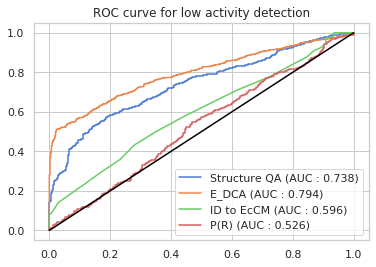 ROC curve for low activity detection
1.0
0.8
0.6
0.4
0.2
0.0
Structure QA (AUC : 0.738)
E_DCA (AUC : 0.794)
ID to EcCM (AUC : 0.596)
P(R) (AUC : 0.526)
0.0 0.2 0.4 0.6 0.8 1.0